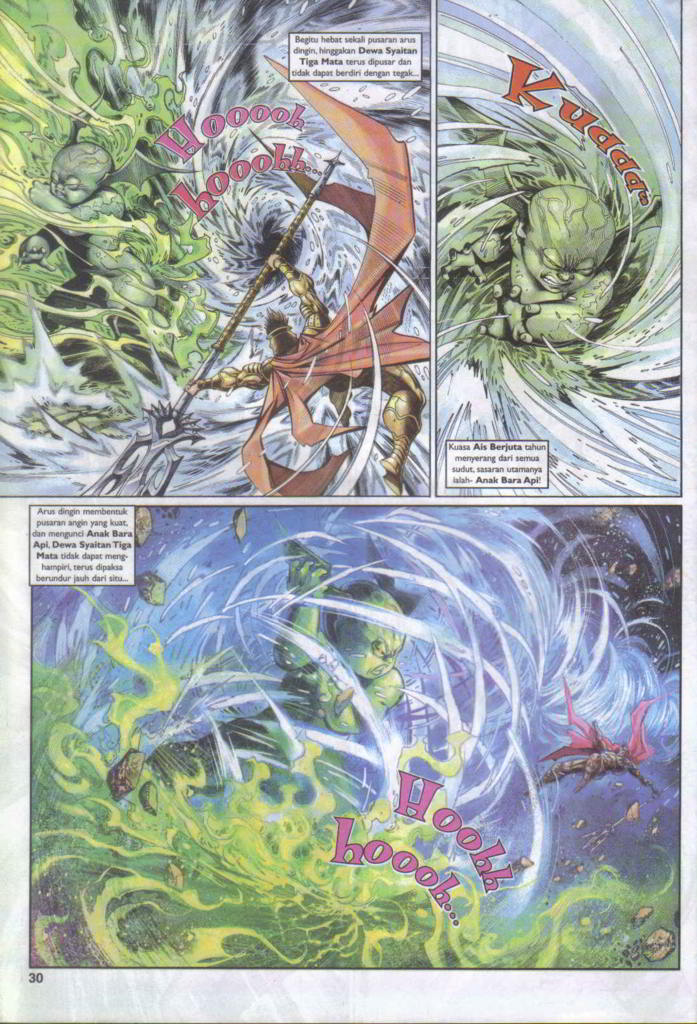 Begitu hebat sekali pusaran arus
dingin, hinggakan Dewa Syaitan
Tiga Mata terus dipusar dan
tidak dapat berdiri dengan tegak...
Hooooh
hoooohh...
Kudddd..
Kuasa Ais Berjuta tahun
menyerang dari semua
sudut, sasaran utamanya
ialah- Anak Bara Api!
Arus dingin membentuk
pusaran angin yang kuat,
dan mengunci Anak Bara
Api, Dewa Syaitan Tiga
Mata tidak dapat meng-
hampiri, terus dipaksa
berundur jauh dari situ...
Hoohh
hoooh...
30